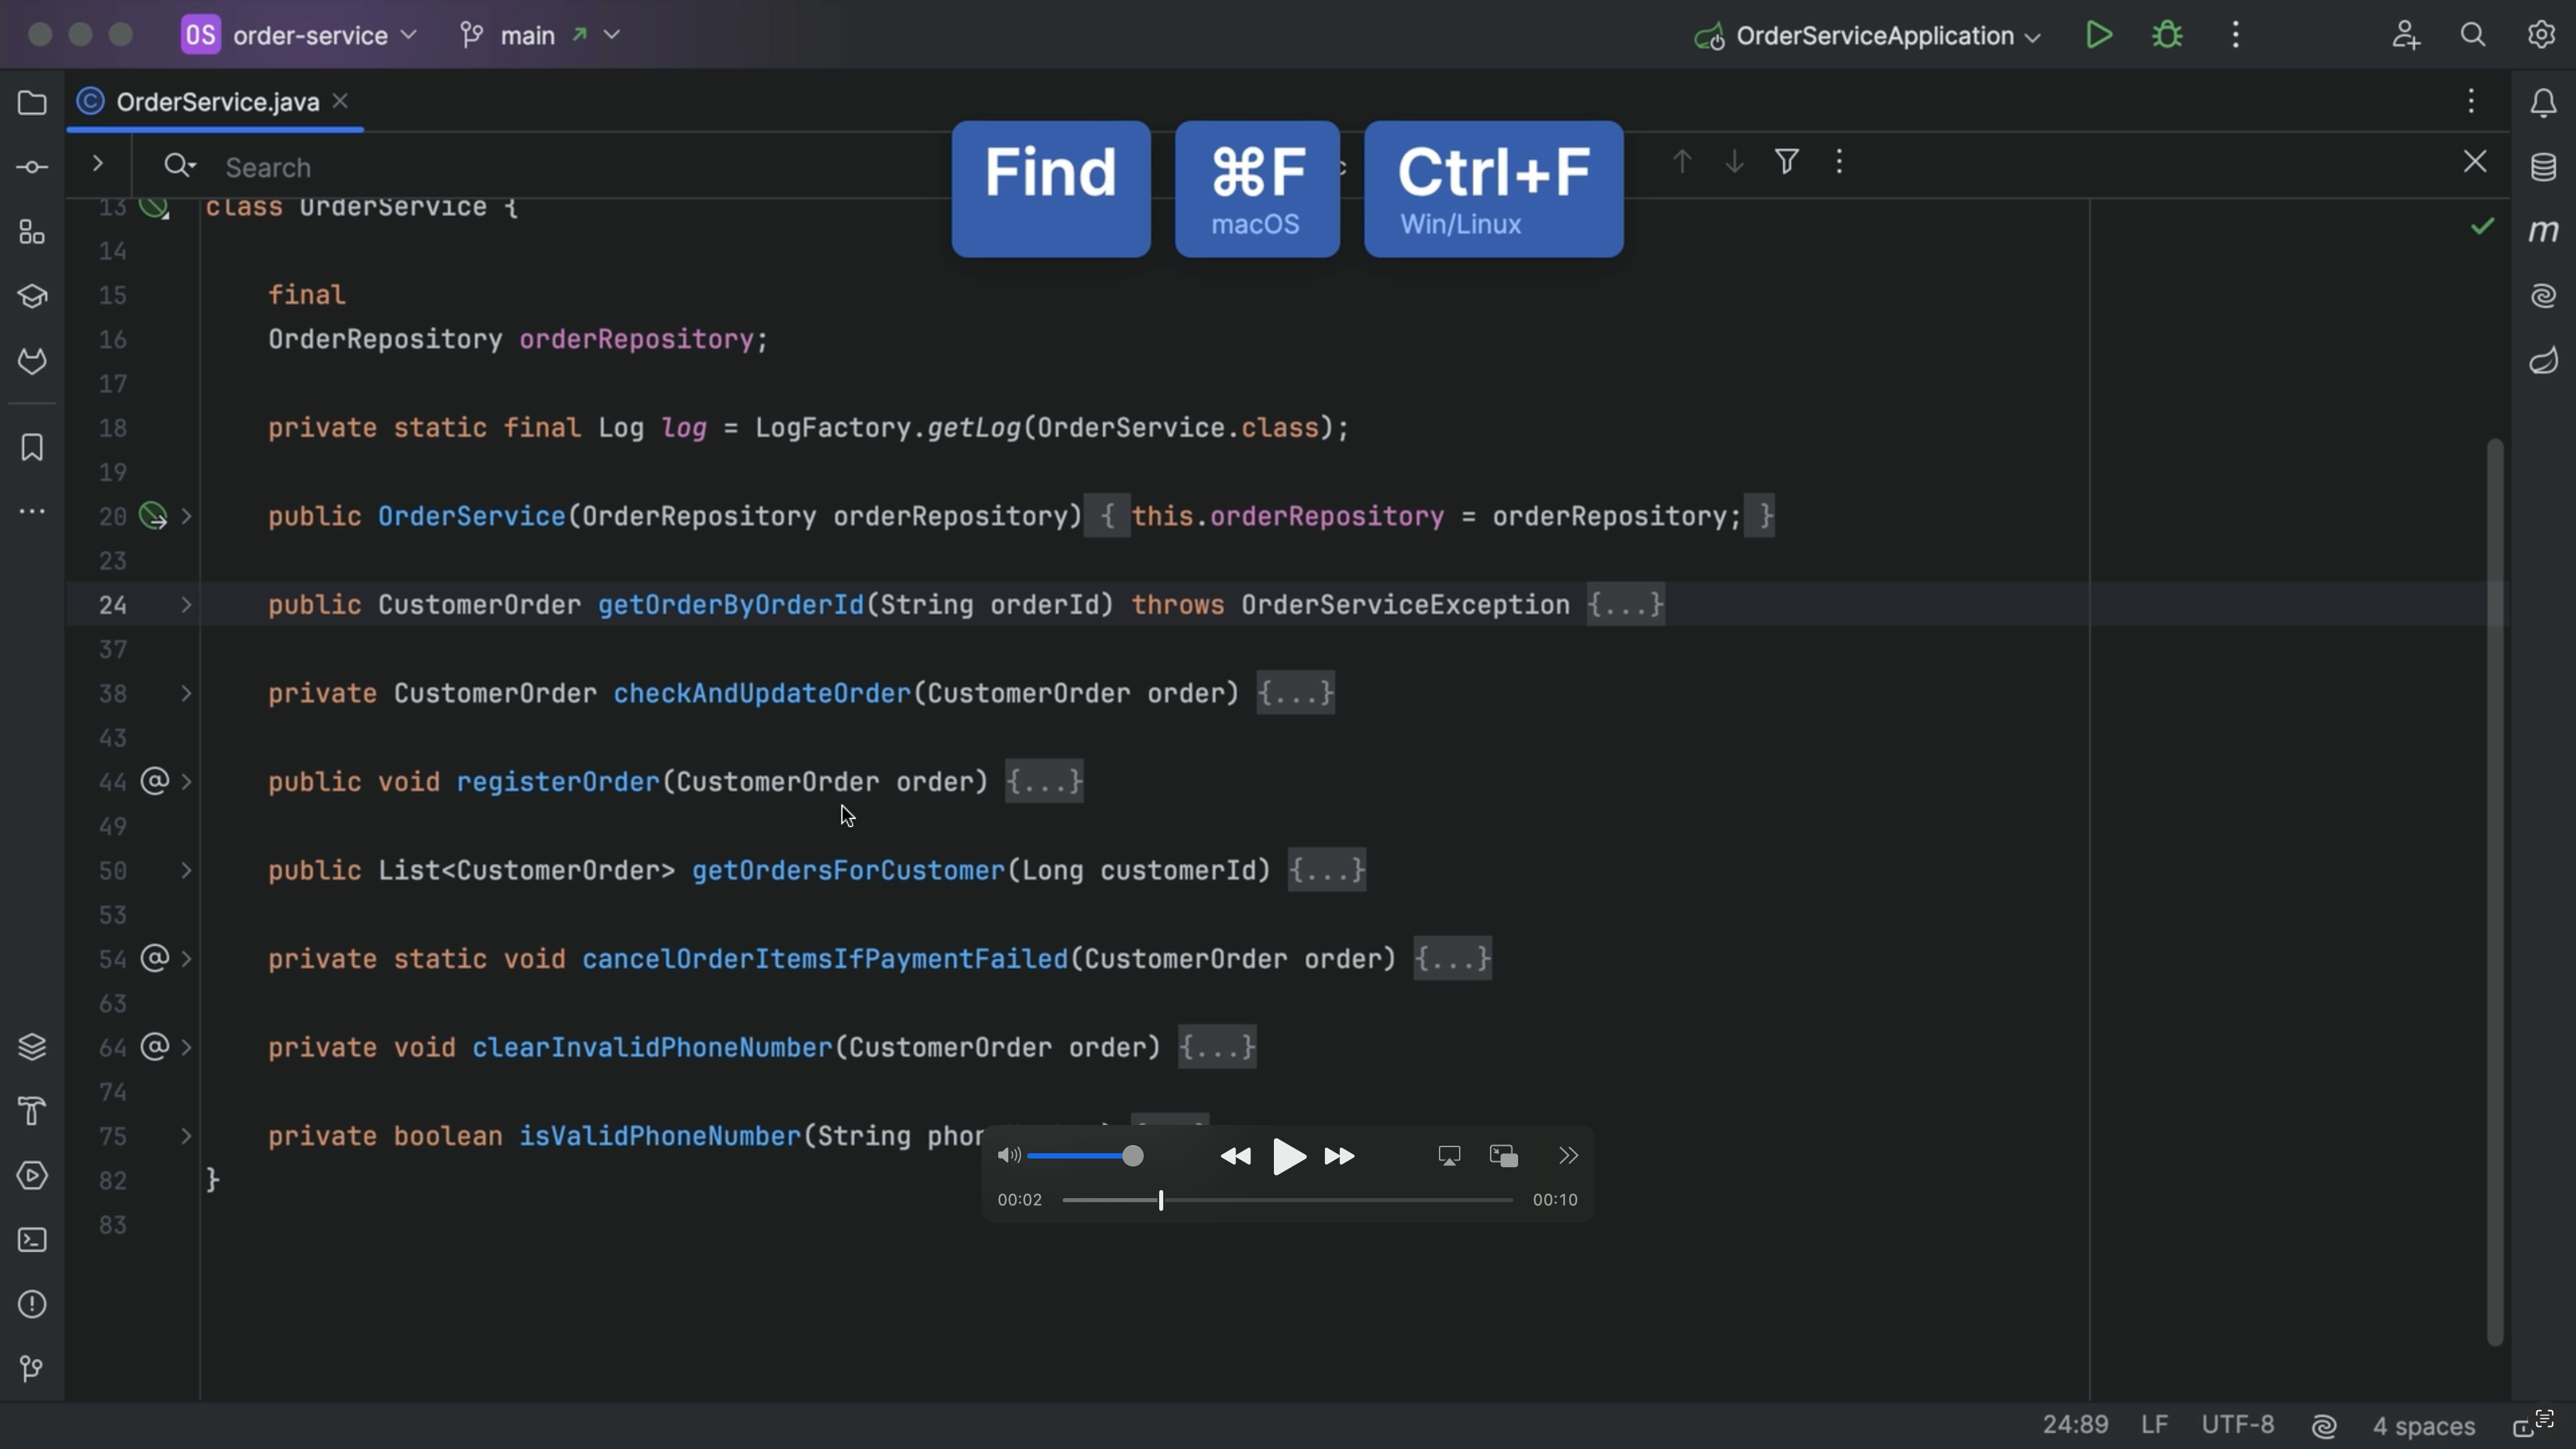 OS order-service main OrderServiceApplication
OrderService.java
Search
Find ⌘F Ctrl+F
macOS Win/Linux
13 class OrderService {
14
15 final
16 OrderRepository orderRepository;
17
18 private static final Log log = LogFactory.getLog(OrderService.class);
19
20 public OrderService(OrderRepository orderRepository) { this.orderRepository = orderRepository; }
23
24 public CustomerOrder getOrderByOrderId(String orderId) throws OrderServiceException {...}
37
38 private CustomerOrder checkAndUpdateOrder(CustomerOrder order) {...}
43
44 @ public void registerOrder(CustomerOrder order) {...}
49
50 public List<CustomerOrder> getOrdersForCustomer(Long customerId) {...}
53
54 @ private static void cancelOrderItemsIfPaymentFailed(CustomerOrder order) {...}
63
64 @ private void clearInvalidPhoneNumber(CustomerOrder order) {...}
74
75 private boolean isValidPhoneNumber(String
82 }
83
00:02 00:10
24:89 LF UTF-8 4 spaces